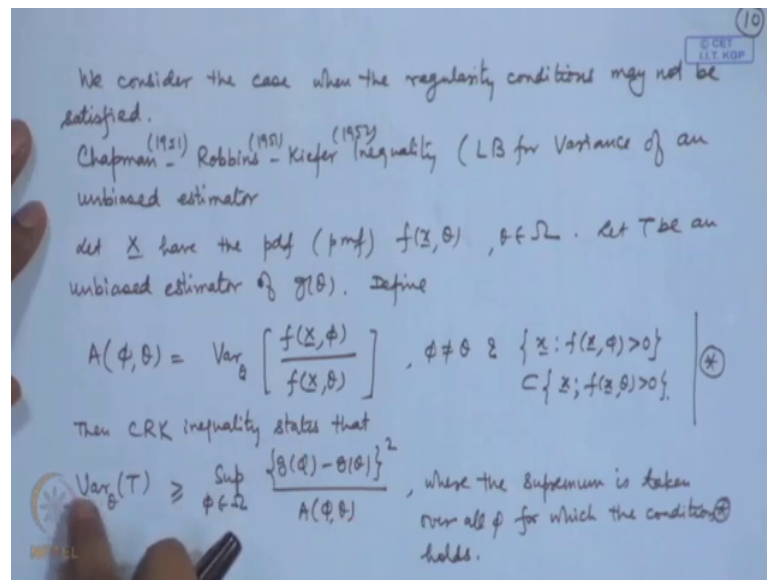 10
© CET
I.I.T. KGP
We consider the case when the regularity conditions may not be
satisfied.
Chapman (1951) - Robbins (1951) - Kiefer (1952) Inequality (LB for Variance of an
unbiased estimator
Let X have the pdf (pmf) f(x, θ), θ ∈ Ω. Let T be an
unbiased estimator of g(θ). Define
A(φ, θ) = Var_θ [ f(X, φ) / f(X, θ) ], φ ≠ θ & { x : f(x, φ) > 0 }
⊂ { x ; f(x, θ) > 0 }. (*)
Then CRK inequality states that
Var_θ(T) ≥ Sup_{φ ∈ Ω} {g(φ) - g(θ)}² / A(φ, θ), where the supremum is taken
over all φ for which the condition (*)
holds.
NPTEL